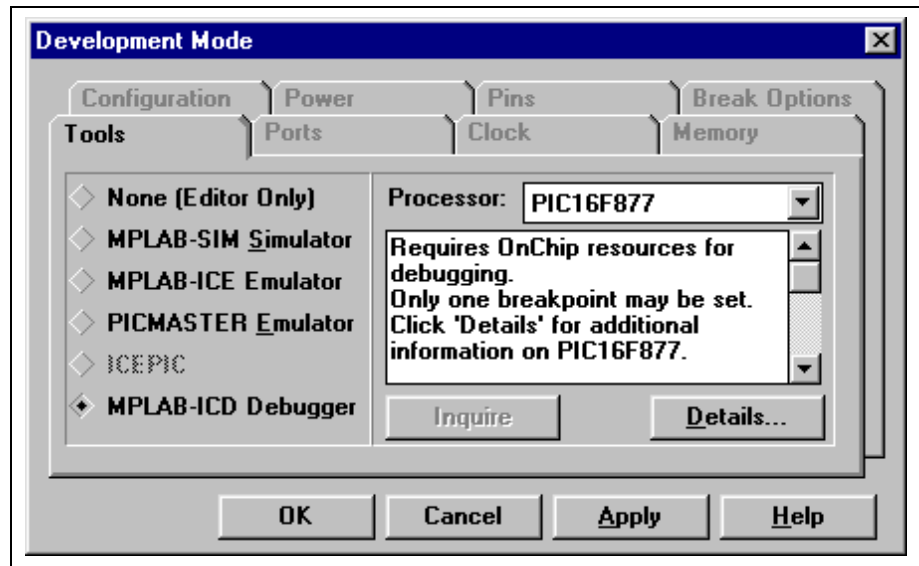 Development Mode
Configuration Power Pins Break Options
Tools Ports Clock Memory
None (Editor Only)
MPLAB-SIM Simulator
MPLAB-ICE Emulator
PICMASTER Emulator
ICEPIC
MPLAB-ICD Debugger
Processor: PIC16F877
Requires OnChip resources for
debugging.
Only one breakpoint may be set.
Click 'Details' for additional
information on PIC16F877.
Inquire Details...
OK Cancel Apply Help